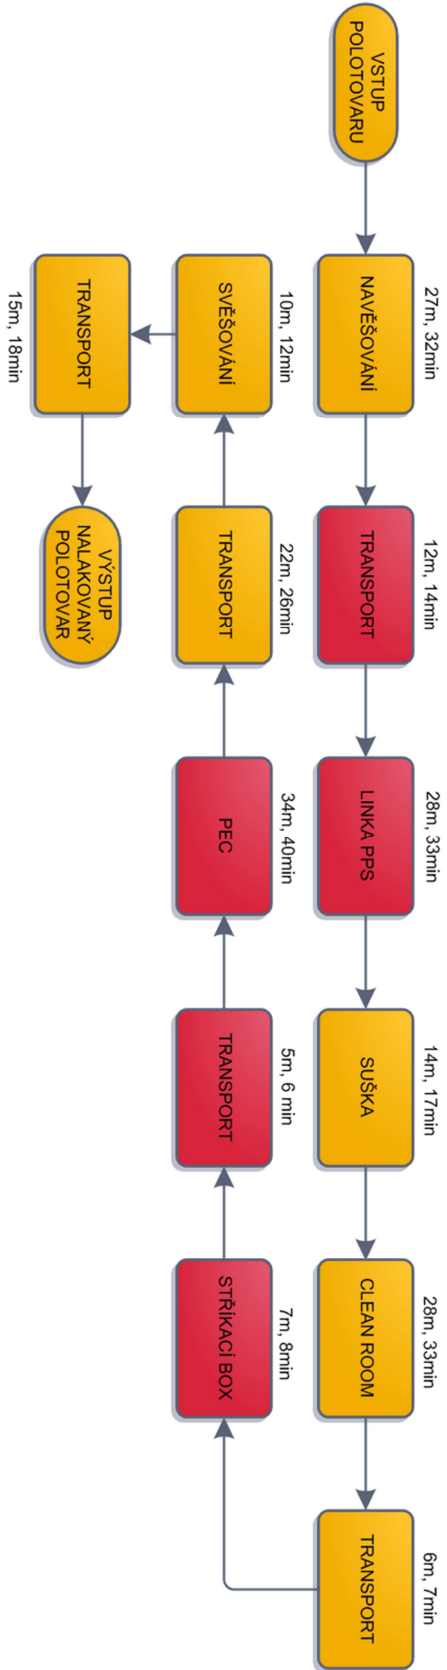 VSTUP
POLOTOVARU
27m, 32min
NAVĚŠOVÁNÍ
12m, 14min
TRANSPORT
28m, 33min
LINKA PPS
14m, 17min
SUŠKA
28m, 33min
CLEAN ROOM
6m, 7min
TRANSPORT
7m, 8min
STŘÍKACÍ BOX
5m, 6 min
TRANSPORT
34m, 40min
PEC
22m, 26min
TRANSPORT
10m, 12min
SVĚŠOVÁNÍ
TRANSPORT
15m, 18min
VÝSTUP
NALAKOVANÝ
POLOTOVAR